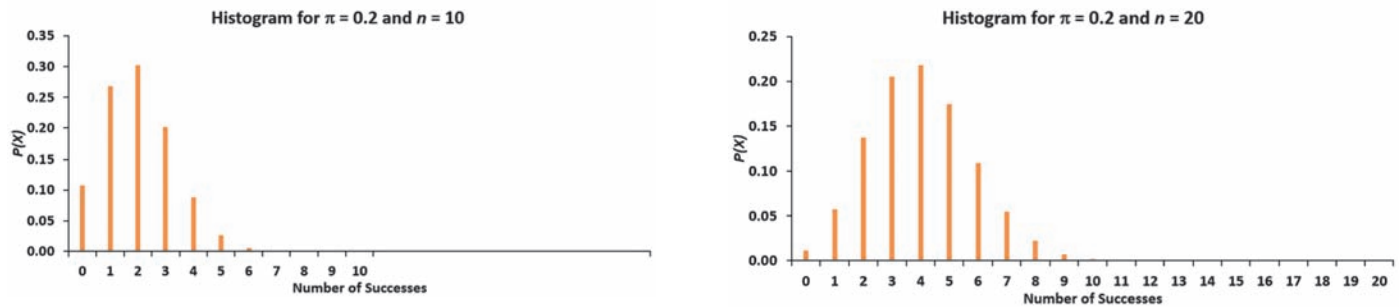 Histogram for π = 0.2 and n = 10
0.35
0.30
0.25
0.20
0.15
0.10
0.05
0.00
P(X)
0 1 2 3 4 5 6 7 8 9 10
Number of Successes
Histogram for π = 0.2 and n = 20
0.25
0.20
0.15
0.10
0.05
0.00
P(X)
0 1 2 3 4 5 6 7 8 9 10 11 12 13 14 15 16 17 18 19 20
Number of Successes